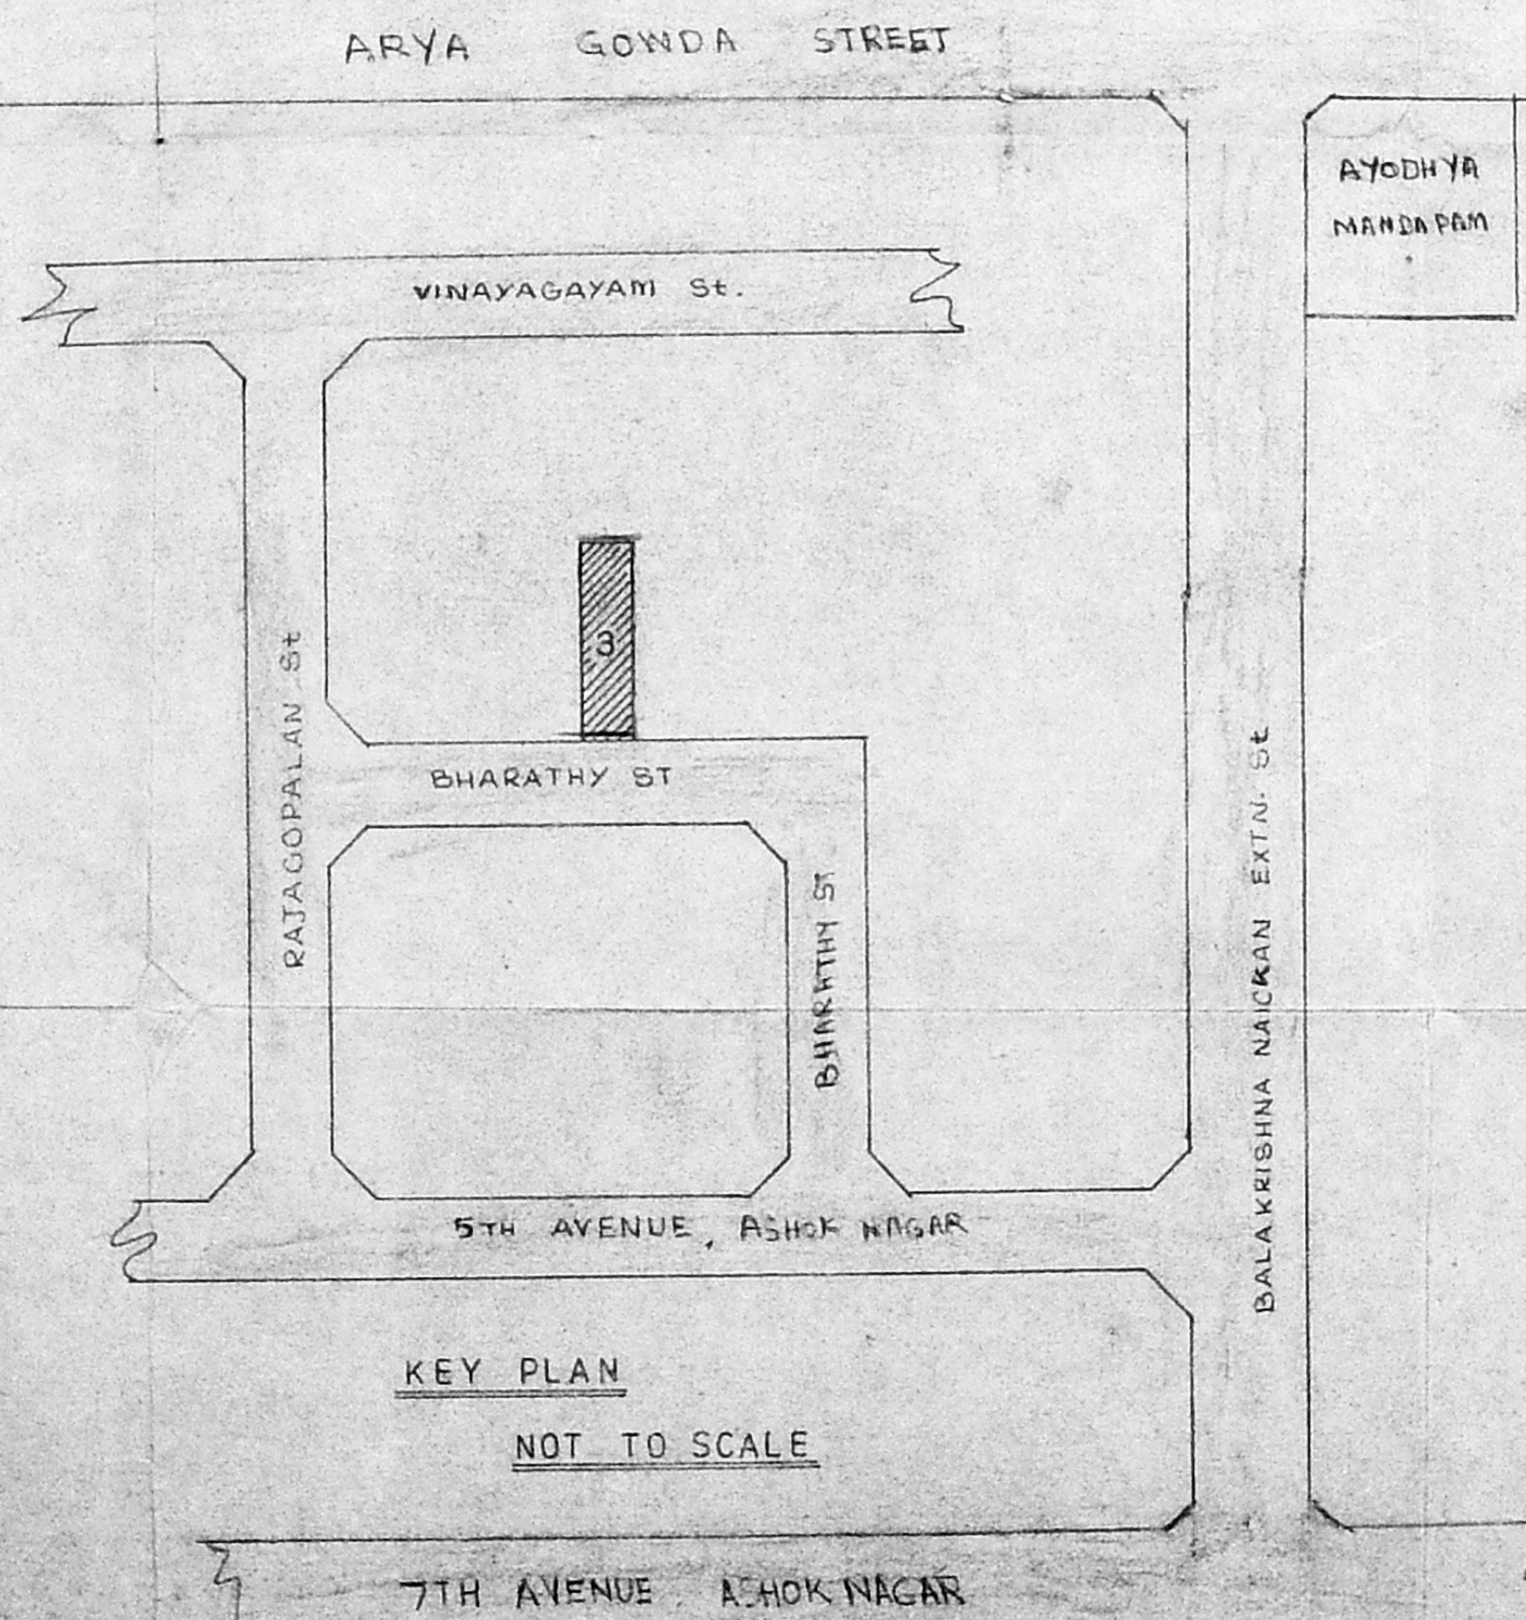 ARYA GOWDA STREET
AYODHYA
MANDAPAM
VINAYAGAYAM St.
3
RAJAGOPALAN St
BHARATHY ST
BHARATHY ST
BALAKRISHNA NAICKAN EXTN. St
5TH AVENUE, ASHOK NAGAR
KEY PLAN
NOT TO SCALE
7TH AVENUE ASHOK NAGAR